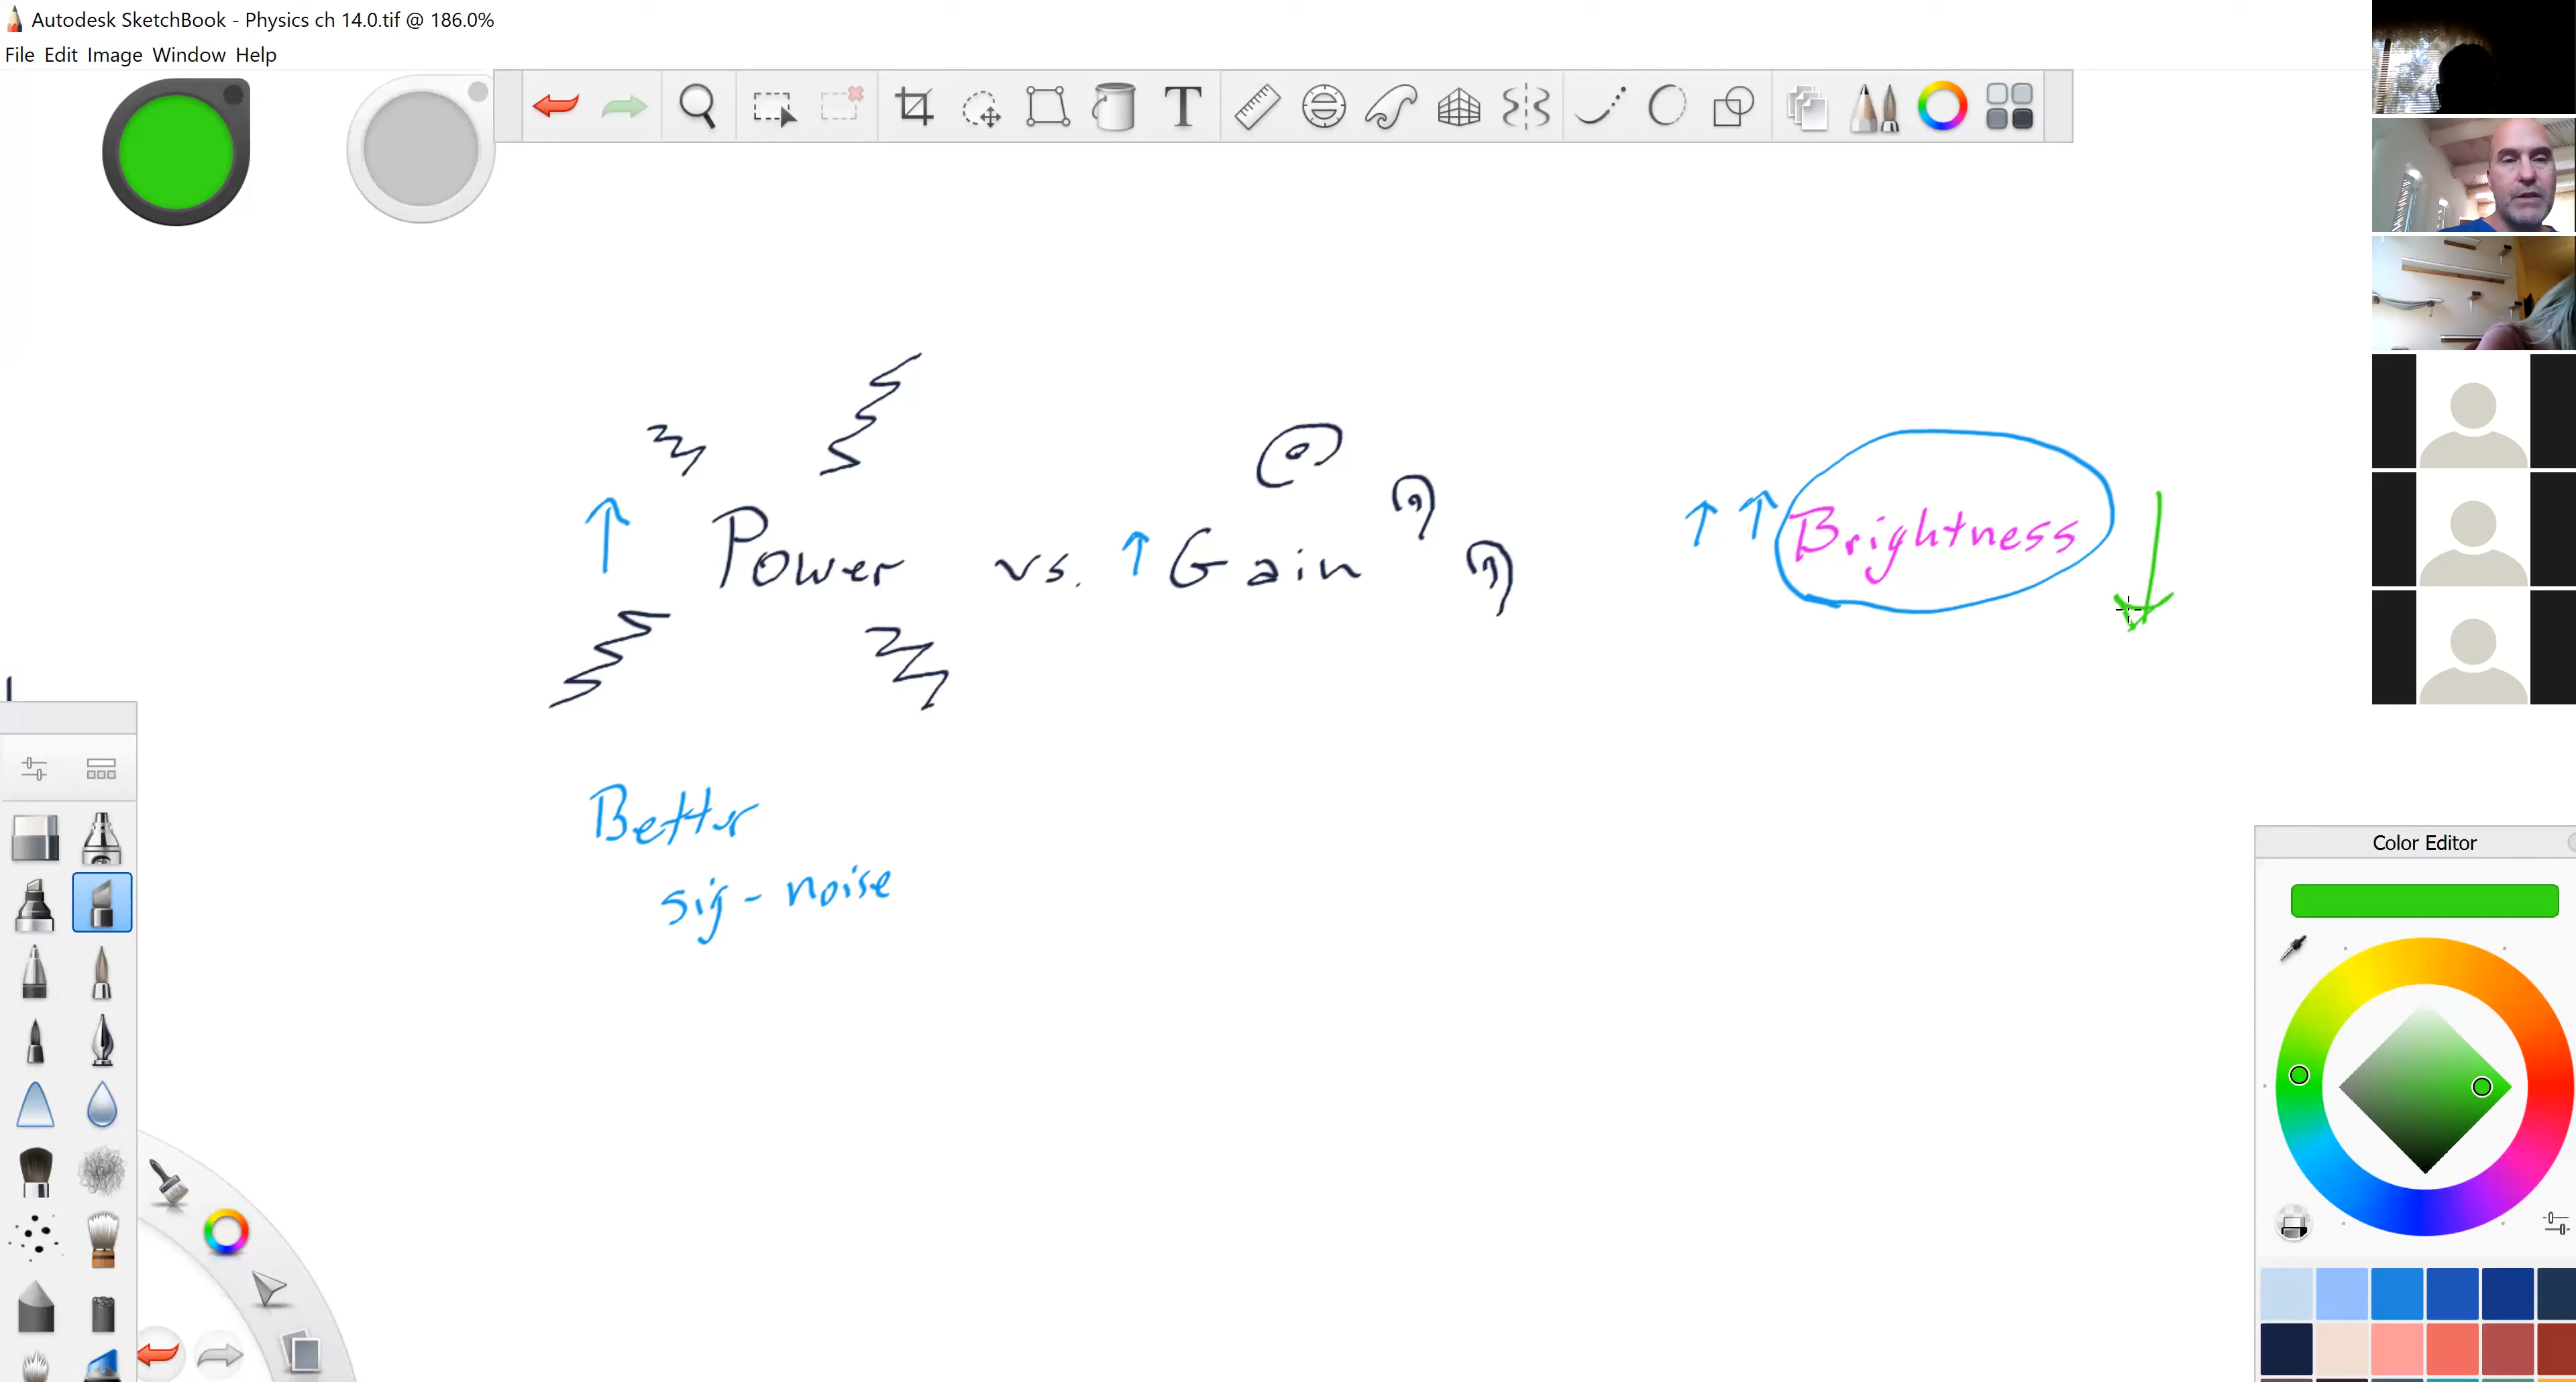 Autodesk SketchBook - Physics ch 14.0.tif @ 186.0%
File Edit Image Window Help
T
↑ Power vs. ↑ Gain ↑ ↑ Brightness ↓
Better
sig - noise
Color Editor